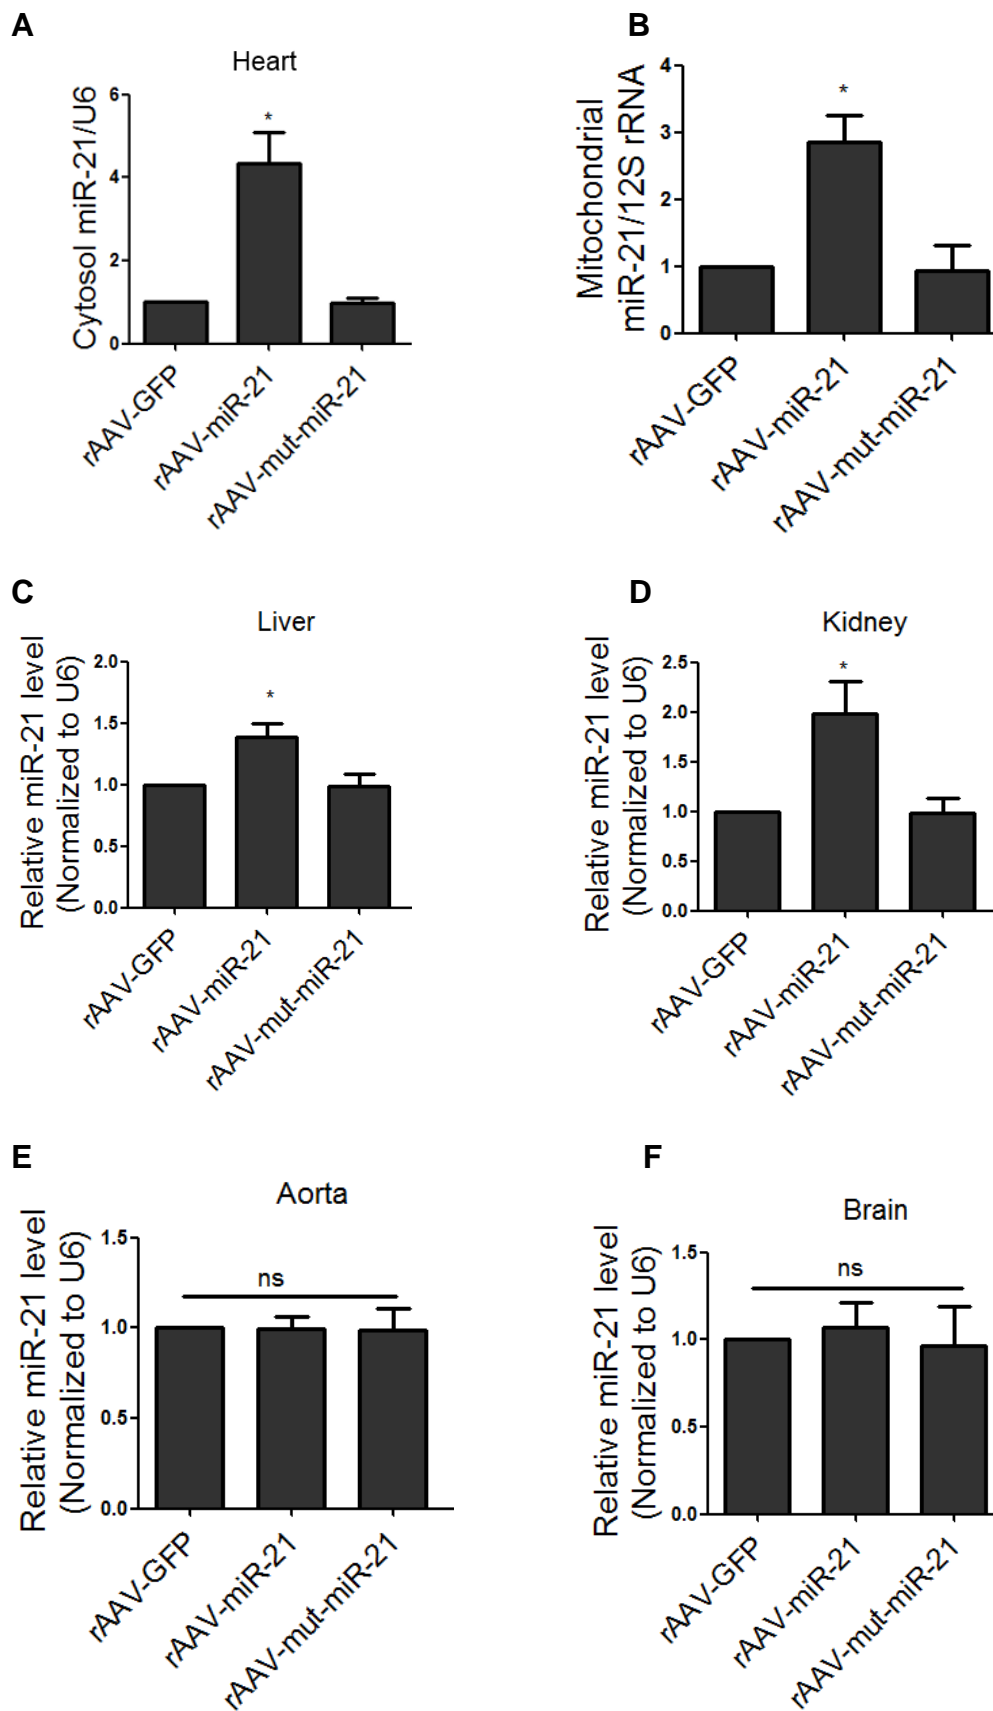 A
Heart
Cytosol miR-21/U6
6
4
2
0
*
rAAV-GFP
rAAV-miR-21
rAAV-mut-miR-21
B
Mitochondrial
miR-21/12S rRNA
4
3
2
1
0
*
rAAV-GFP
rAAV-miR-21
rAAV-mut-miR-21
C
Liver
Relative miR-21 level
(Normalized to U6)
2.0
1.5
1.0
0.5
0.0
*
rAAV-GFP
rAAV-miR-21
rAAV-mut-miR-21
D
Kidney
Relative miR-21 level
(Normalized to U6)
2.5
2.0
1.5
1.0
0.5
0.0
*
rAAV-GFP
rAAV-miR-21
rAAV-mut-miR-21
E
Aorta
Relative miR-21 level
(Normalized to U6)
1.5
1.0
0.5
0.0
ns
rAAV-GFP
rAAV-miR-21
rAAV-mut-miR-21
F
Brain
Relative miR-21 level
(Normalized to U6)
1.5
1.0
0.5
0.0
ns
rAAV-GFP
rAAV-miR-21
rAAV-mut-miR-21